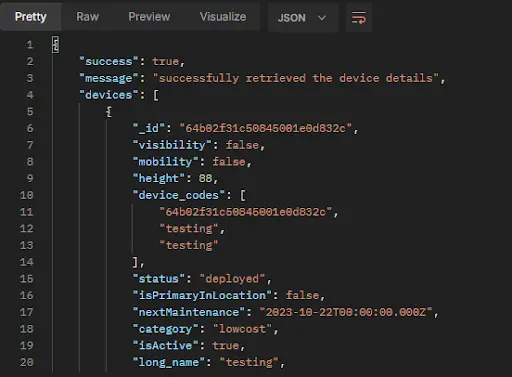 Pretty Raw Preview Visualize JSON
1 {
2 "success": true,
3 "message": "successfully retrieved the device details",
4 "devices": [
5 {
6 "_id": "64b02f31c50845001e0d832c",
7 "visibility": false,
8 "mobility": false,
9 "height": 88,
10 "device_codes": [
11 "64b02f31c50845001e0d832c",
12 "testing",
13 "testing"
14 ],
15 "status": "deployed",
16 "isPrimaryInLocation": false,
17 "nextMaintenance": "2023-10-22T00:00:00.000Z",
18 "category": "lowcost",
19 "isActive": true,
20 "long_name": "testing",